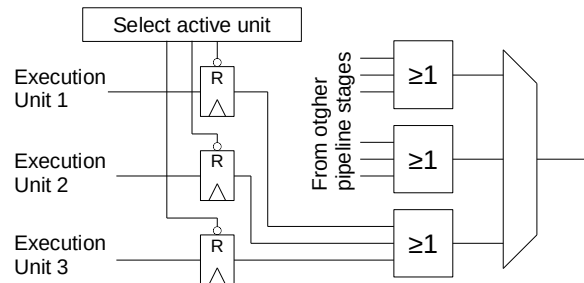 Select active unit
Execution
Unit 1
R
Execution
Unit 2
R
Execution
Unit 3
R
From otgher
pipeline stages
≥1
≥1
≥1